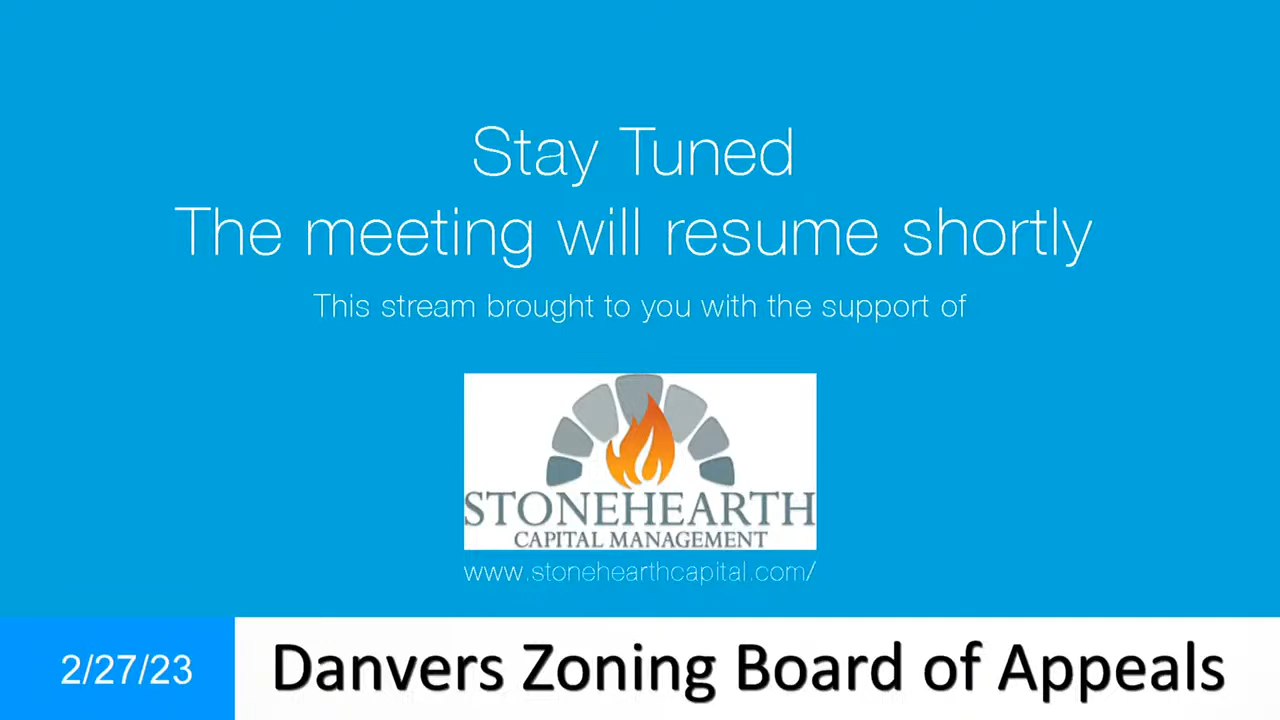 Stay Tuned
The meeting will resume shortly
This stream brought to you with the support of
STONEHEARTH
CAPITAL MANAGEMENT
www.stonehearthcapital.com/
2/27/23
Danvers Zoning Board of Appeals